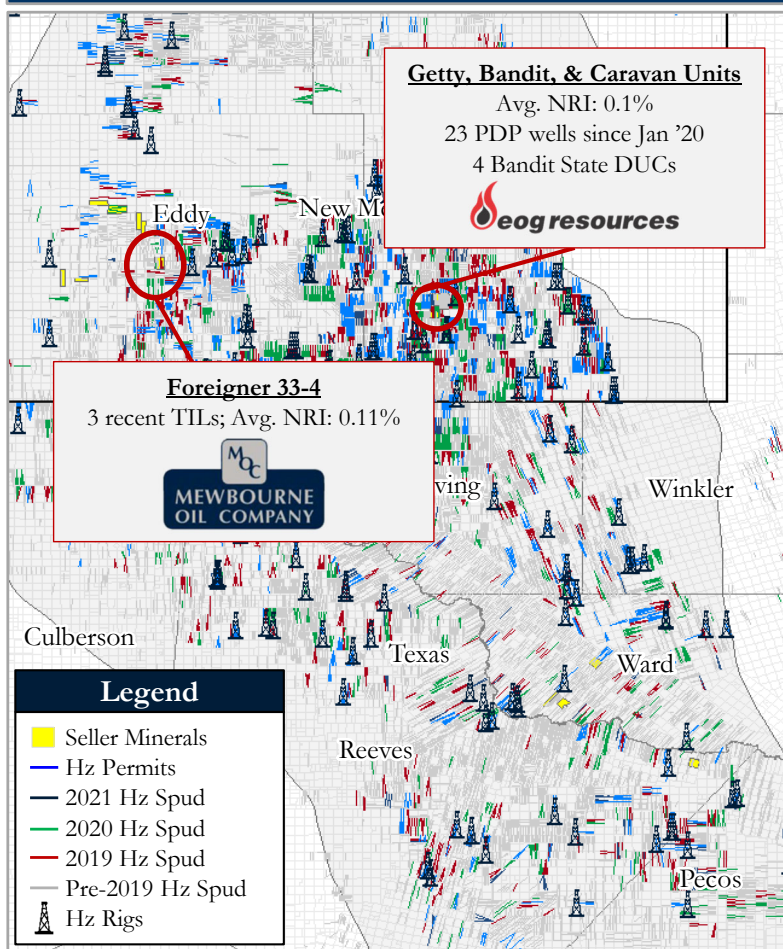 Getty, Bandit, & Caravan Units
Avg. NRI: 0.1%
23 PDP wells since Jan ’20
4 Bandit State DUCs
eog resources
Eddy
New Me
Foreigner 33-4
3 recent TILs; Avg. NRI: 0.11%
MOC
MEWBOURNE
OIL COMPANY
ving
Winkler
Culberson
Texas
Ward
Reeves
Pecos
Legend
Seller Minerals
Hz Permits
2021 Hz Spud
2020 Hz Spud
2019 Hz Spud
Pre-2019 Hz Spud
Hz Rigs